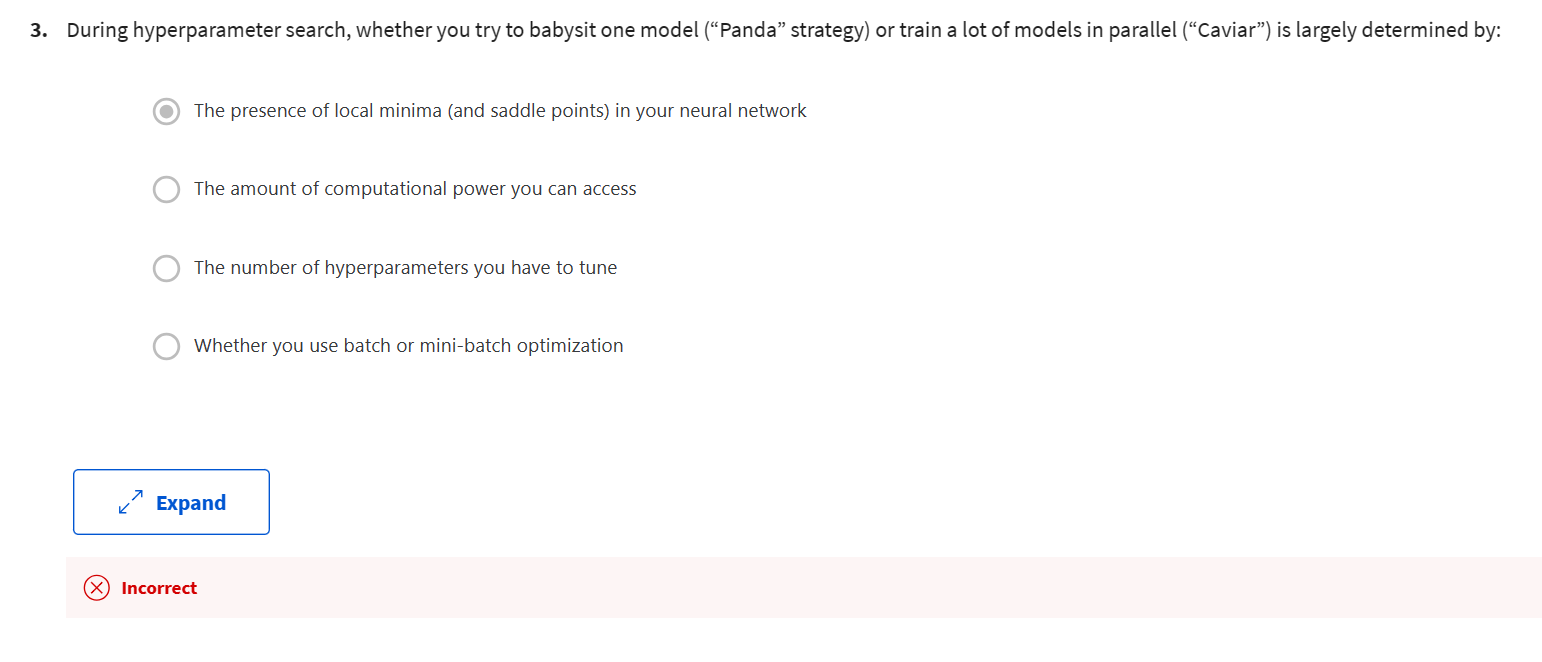 3. During hyperparameter search, whether you try to babysit one model (“Panda” strategy) or train a lot of models in parallel (“Caviar”) is largely determined by:
The presence of local minima (and saddle points) in your neural network
The amount of computational power you can access
The number of hyperparameters you have to tune
Whether you use batch or mini-batch optimization
Expand
Incorrect